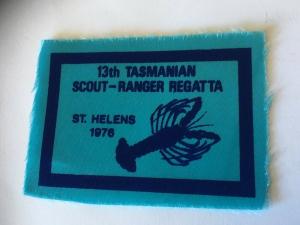 13th TASMANIAN
SCOUT-RANGER REGATTA
ST. HELENS
1976